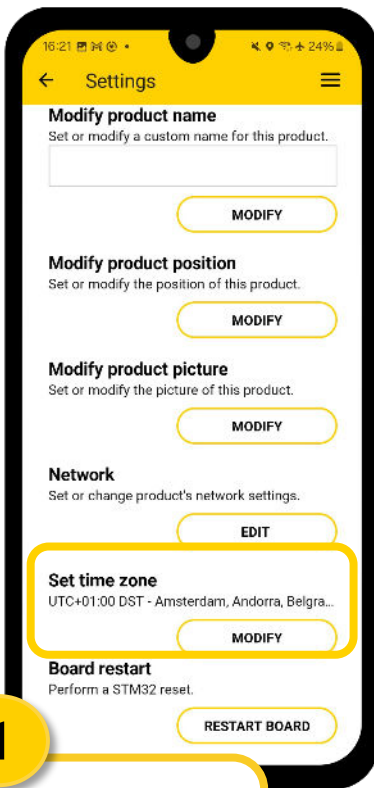 16:21
24%
Settings
Modify product name
Set or modify a custom name for this product.
MODIFY
Modify product position
Set or modify the position of this product.
MODIFY
Modify product picture
Set or modify the picture of this product.
MODIFY
Network
Set or change product's network settings.
EDIT
Set time zone
UTC+01:00 DST - Amsterdam, Andorra, Belgra...
MODIFY
Board restart
Perform a STM32 reset.
RESTART BOARD
1